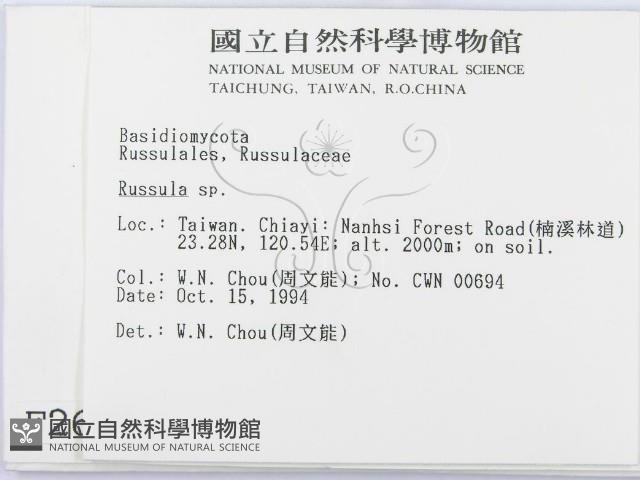 國立自然科學博物館
NATIONAL MUSEUM OF NATURAL SCIENCE
TAICHUNG, TAIWAN, R.O.CHINA
Basidiomycota
Russulales, Russulaceae
Russula sp.
Loc.: Taiwan. Chiayi: Nanhsi Forest Road(楠溪林道)
23.28N, 120.54E; alt. 2000m; on soil.
Col.: W.N. Chou(周文能); No. CWN 00694
Date: Oct. 15, 1994
Det.: W.N. Chou(周文能)
國立自然科學博物館
NATIONAL MUSEUM OF NATURAL SCIENCE